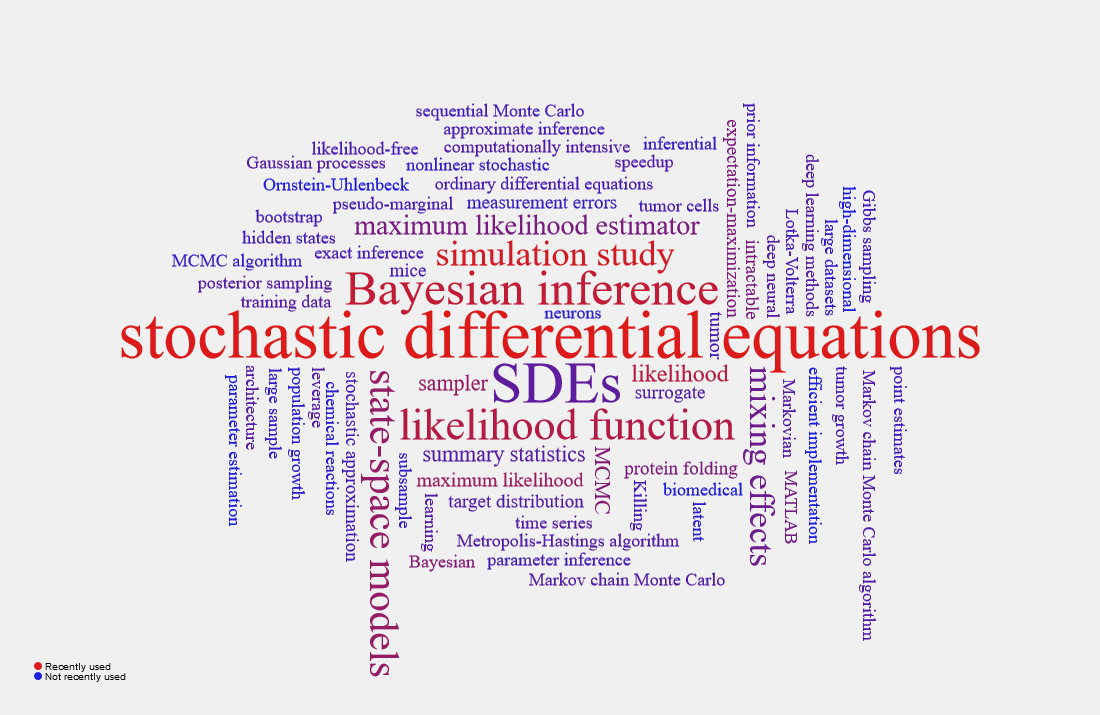 sequential Monte Carlo
approximate inference
likelihood-free
computationally intensive
inferential
Gaussian processes
nonlinear stochastic
speedup
Ornstein-Uhlenbeck
ordinary differential equations
pseudo-marginal
measurement errors
tumor cells
bootstrap
maximum likelihood estimator
hidden states
exact inference
simulation study
MCMC algorithm
mice
posterior sampling
Bayesian inference
training data
neurons
tumor
expectation-maximization
prior information
intractable
deep neural
Lotka-Volterra
deep learning methods
large datasets
high-dimensional
Gibbs sampling
stochastic differential equations
parameter estimation
architecture
large sample
population growth
leverage
chemical reactions
stochastic approximation
state-space models
sampler
SDEs
likelihood
surrogate
likelihood function
summary statistics
subsample
maximum likelihood
learning
MCMC
protein folding
Killing
biomedical
target distribution
latent
time series
Metropolis-Hastings algorithm
Bayesian
parameter inference
Markov chain Monte Carlo
mixing effects
Markovian
MATLAB
efficient implementation
tumor growth
Markov chain Monte Carlo algorithm
point estimates
Recently used
Not recently used